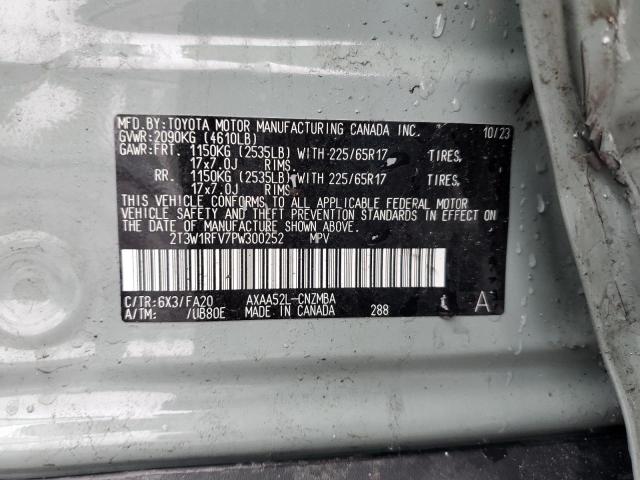 MFD.BY:TOYOTA MOTOR MANUFACTURING CANADA INC. 10/23
GVWR:2090KG (4610LB)
GAWR:FRT. 1150KG (2535LB) WITH 225/65R17 TIRES,
17x7.0J RIMS
RR. 1150KG (2535LB) WITH 225/65R17 TIRES,
17x7.0J RIMS
THIS VEHICLE CONFORMS TO ALL APPLICABLE FEDERAL MOTOR
VEHICLE SAFETY AND THEFT PREVENTION STANDARDS IN EFFECT
ON THE DATE OF MANUFACTURE SHOWN ABOVE.
2T3W1RFV7PW300252 MPV
C/TR:6X3/FA20 AXAA52L-CNZMBA A
A/TM: /UB80E MADE IN CANADA 288